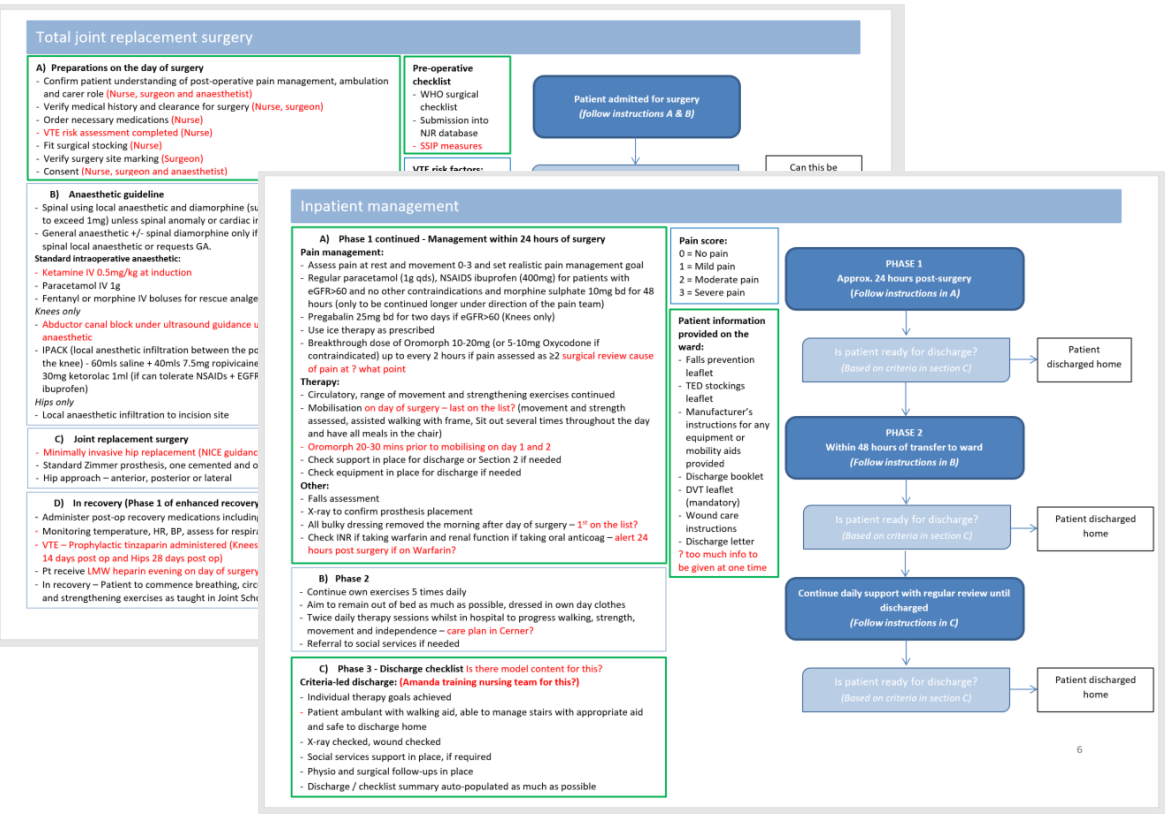 Total joint replacement surgery
A) Preparations on the day of surgery
- Confirm patient understanding of post-operative pain management, ambulation
and carer role (Nurse, surgeon and anaesthetist)
- Verify medical history and clearance for surgery (Nurse, surgeon)
- Order necessary medications (Nurse)
- VTE risk assessment completed (Nurse)
- Fit surgical stocking (Nurse)
- Verify surgery site marking (Surgeon)
- Consent (Nurse, surgeon and anaesthetist)
Pre-operative
checklist
- WHO surgical
checklist
- Submission into
NJR database
- SSIP measures
VTE risk factors:
Patient admitted for surgery
(follow instructions A & B)
Can this be
B) Anaesthetic guideline
- Spinal using local anaesthetic and diamorphine (su
to exceed 1mg) unless spinal anomaly or cardiac
- General anaesthetic +/- spinal diamorphine only if
spinal local anaesthetic or requests GA.
Standard intraoperative anaesthetic:
- Ketamine IV 0.5mg/kg at induction
- Paracetamol IV 1g
- Fentanyl or morphine IV boluses for rescue analge
Knees only
- Abductor canal block under ultrasound guidance
anaesthetic
- IPACK (local anesthetic infiltration between the po
the knee) - 60mls saline + 40mls 7.5mg ropivicaine
30mg ketorolac 1ml (if can tolerate NSAIDs + EGFR
ibuprofen)
Hips only
- Local anaesthetic infiltration to incision site
C) Joint replacement surgery
- Minimally invasive hip replacement (NICE guidanc
- Standard Zimmer prosthesis, one cemented and o
- Hip approach – anterior, posterior or lateral
D) In recovery (Phase 1 of enhanced recovery
- Administer post-op recovery medications including
- Monitoring temperature, HR, BP, assess for respira
- VTE – Prophylactic tinzaparin administered (Knees
14 days post op and Hips 28 days post op)
- Pt receive LMW heparin evening on day of surgery
- In recovery – Patient to commence breathing, circ
and strengthening exercises as taught in Joint Scho
Inpatient management
A) Phase 1 continued - Management within 24 hours of surgery
Pain management:
- Assess pain at rest and movement 0-3 and set realistic pain management goal
- Regular paracetamol (1g qds), NSAIDS ibuprofen (400mg) for patients with
eGFR>60 and no other contraindications and morphine sulphate 10mg bd for 48
hours (only to be continued longer under direction of the pain team)
- Pregabalin 25mg bd for two days if eGFR>60 (Knees only)
- Use ice therapy as prescribed
- Breakthrough dose of Oromorph 10-20mg (or 5-10mg Oxycodone if
contraindicated) up to every 2 hours if pain assessed as ≥2 surgical review cause
of pain at ? what point
Therapy:
- Circulatory, range of movement and strengthening exercises continued
- Mobilisation on day of surgery – last on the list? (movement and strength
assessed, assisted walking with frame, Sit out several times throughout the day
and have all meals in the chair)
- Oromorph 20-30 mins prior to mobilising on day 1 and 2
- Check support in place for discharge or Section 2 if needed
- Check equipment in place for discharge if needed
Other:
- Falls assessment
- X-ray to confirm prosthesis placement
- All bulky dressing removed the morning after day of surgery – 1st on the list?
- Check INR if taking warfarin and renal function if taking oral anticoag – alert 24
hours post surgery if on Warfarin?
B) Phase 2
- Continue own exercises 5 times daily
- Aim to remain out of bed as much as possible, dressed in own day clothes
- Twice daily therapy sessions whilst in hospital to progress walking, strength,
movement and independence – care plan in Cerner?
- Referral to social services if needed
C) Phase 3 - Discharge checklist Is there model content for this?
Criteria-led discharge: (Amanda training nursing team for this?)
- Individual therapy goals achieved
- Patient ambulant with walking aid, able to manage stairs with appropriate aid
and safe to discharge home
- X-ray checked, wound checked
- Social services support in place, if required
- Physio and surgical follow-ups in place
- Discharge / checklist summary auto-populated as much as possible
Pain score:
0 = No pain
1 = Mild pain
2 = Moderate pain
3 = Severe pain
Patient information
provided on the
ward:
- Falls prevention
leaflet
- TED stockings
leaflet
- Manufacturer's
instructions for any
equipment or
mobility aids
provided
- Discharge booklet
- DVT leaflet
(mandatory)
- Wound care
instructions
- Discharge letter
? too much info to
be given at one time
PHASE 1
Approx. 24 hours post-surgery
(Follow instructions in A)
Is patient ready for discharge?
(Based on criteria in section C)
Patient
discharged home
PHASE 2
Within 48 hours of transfer to ward
(Follow instructions in B)
Is patient ready for discharge?
(Based on criteria in section C)
Patient discharged
home
Continue daily support with regular review until
discharged
(Follow instructions in C)
Is patient ready for discharge?
(Based on criteria in section C)
Patient discharged
home
6